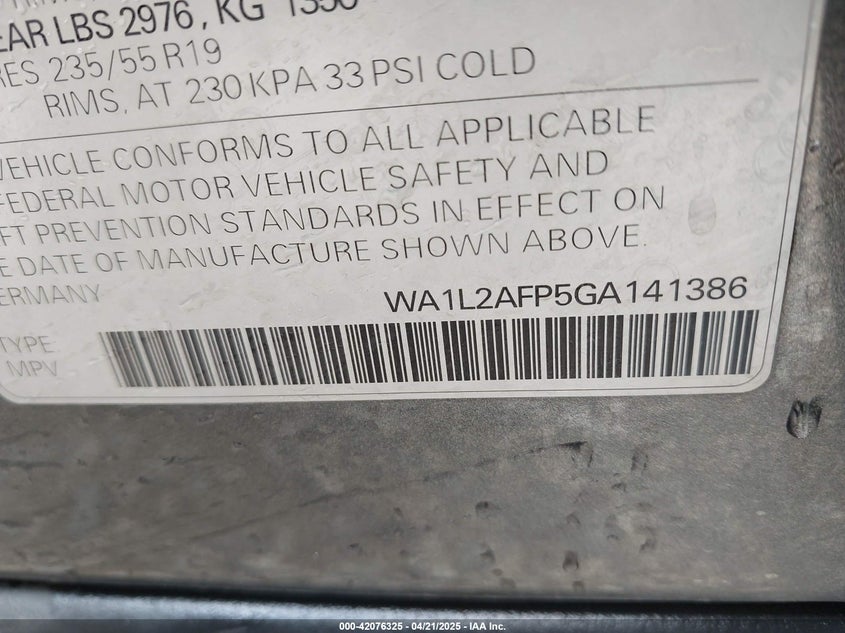 EAR LBS 2976, KG 1350
RES 235/55 R19
RIMS, AT 230 KPA 33 PSI COLD
VEHICLE CONFORMS TO ALL APPLICABLE
FEDERAL MOTOR VEHICLE SAFETY AND
FT PREVENTION STANDARDS IN EFFECT ON
E DATE OF MANUFACTURE SHOWN ABOVE.
ERMANY
WA1L2AFP5GA141386
TYPE
MPV
000-42076325 - 04/21/2025 - IAA Inc.